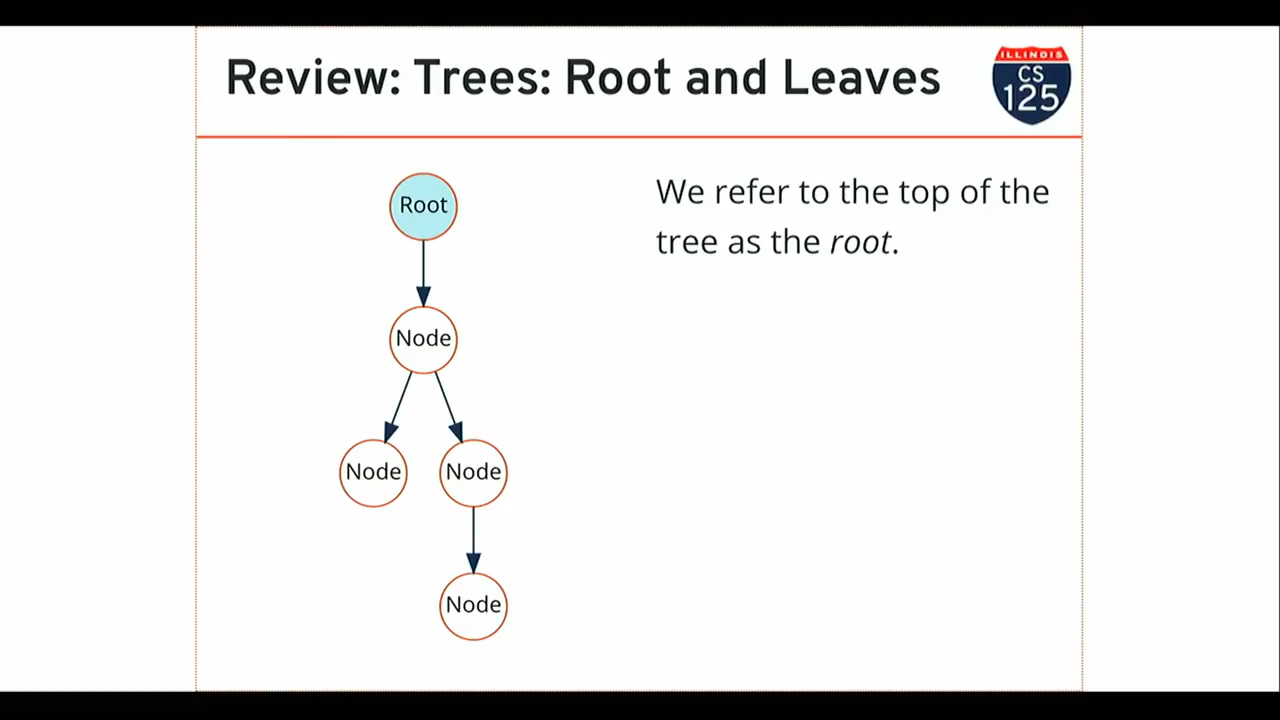 Review: Trees: Root and Leaves
ILLINOIS
CS
125
Root
We refer to the top of the
tree as the root.
Node
Node Node
Node